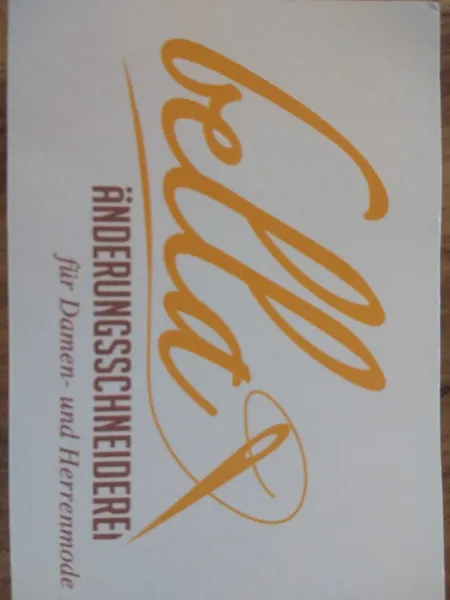 bella
ÄNDERUNGSSCHNEIDEREI
für Damen- und Herrenmode